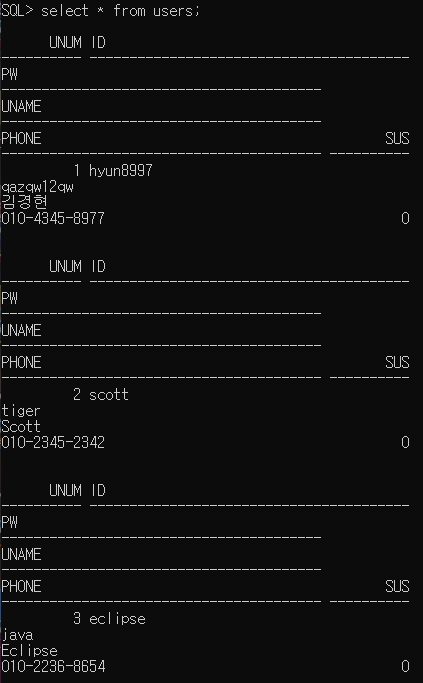 SQL> select * from users;
UNUM ID
---------- ----------------------------------------
PW
----------------------------------------
UNAME
----------------------------------------
PHONE SUS
---------------------------------------- ----------
1 hyun8997
qazqw12qw
김경현
010-4345-8977 0
UNUM ID
---------- ----------------------------------------
PW
----------------------------------------
UNAME
----------------------------------------
PHONE SUS
---------------------------------------- ----------
2 scott
tiger
Scott
010-2345-2342 0
UNUM ID
---------- ----------------------------------------
PW
----------------------------------------
UNAME
----------------------------------------
PHONE SUS
---------------------------------------- ----------
3 eclipse
java
Eclipse
010-2236-8654 0